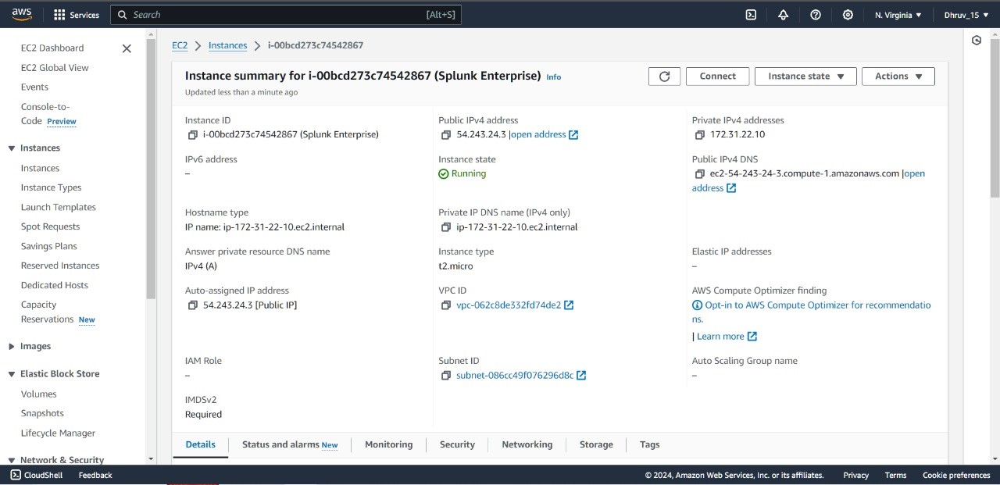 aws
Services
Search
[Alt+S]
N. Virginia
Dhruv_15
EC2 Dashboard
EC2 Global View
Events
Console-to-
Code Preview
Instances
Instances
Instance Types
Launch Templates
Spot Requests
Savings Plans
Reserved Instances
Dedicated Hosts
Capacity
Reservations New
Images
Elastic Block Store
Volumes
Snapshots
Lifecycle Manager
Network & Security
EC2 > Instances > i-00bcd273c74542867
Instance summary for i-00bcd273c74542867 (Splunk Enterprise) Info
Updated less than a minute ago
Connect
Instance state
Actions
Instance ID
i-00bcd273c74542867 (Splunk Enterprise)
Public IPv4 address
54.243.24.3 |open address
Private IPv4 addresses
172.31.22.10
IPv6 address
–
Instance state
Running
Public IPv4 DNS
ec2-54-243-24-3.compute-1.amazonaws.com |open
address
Hostname type
IP name: ip-172-31-22-10.ec2.internal
Private IP DNS name (IPv4 only)
ip-172-31-22-10.ec2.internal
Answer private resource DNS name
IPv4 (A)
Instance type
t2.micro
Elastic IP addresses
–
Auto-assigned IP address
54.243.24.3 [Public IP]
VPC ID
vpc-062c8de332fd74de2
AWS Compute Optimizer finding
Opt-in to AWS Compute Optimizer for recommendatio
ns.
| Learn more
IAM Role
–
Subnet ID
subnet-086cc49f076296d8c
Auto Scaling Group name
–
IMDSv2
Required
Details
Status and alarms New
Monitoring
Security
Networking
Storage
Tags
CloudShell
Feedback
© 2024, Amazon Web Services, Inc. or its affiliates.
Privacy
Terms
Cookie preferences